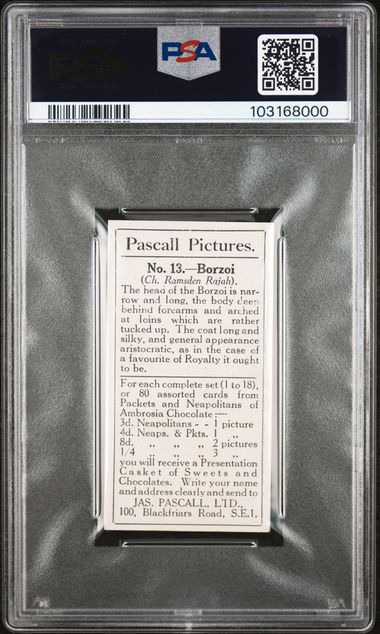 PSA
PSA
103168000
Pascall Pictures.
No. 13.—Borzoi
(Ch. Ramsden Rajah).
The head of the Borzoi is nar-
row and long, the body deep
behind forearms and arched
at loins which are rather
tucked up. The coat long and
silky, and general appearance
aristocratic, as in the case of
a favourite of Royalty it ought
to be.
For each complete set (1 to 18),
or 80 assorted cards from
Packets and Neapolitans of
Ambrosia Chocolate:—
3d. Neapolitans - - 1 picture
4d. Neaps. & Pkts. 1 „
8d. „ „ „ 2 pictures
1/4 „ „ „ 3 „
you will receive a Presentation
Casket of Sweets and
Chocolates. Write your name
and address clearly and send to
JAS. PASCALL, LTD.,
100, Blackfriars Road, S.E.1.